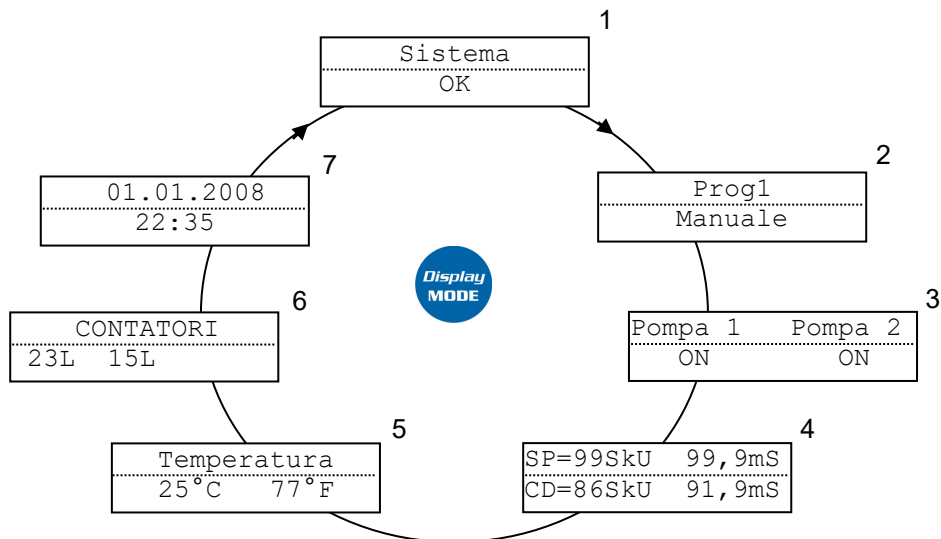 1
Sistema
OK
2
Prog1
Manuale
3
Pompa 1 Pompa 2
ON ON
4
SP=99SkU 99,9mS
CD=86SkU 91,9mS
5
Temperatura
25°C 77°F
6
CONTATORI
23L 15L
7
01.01.2008
22:35
Display
MODE